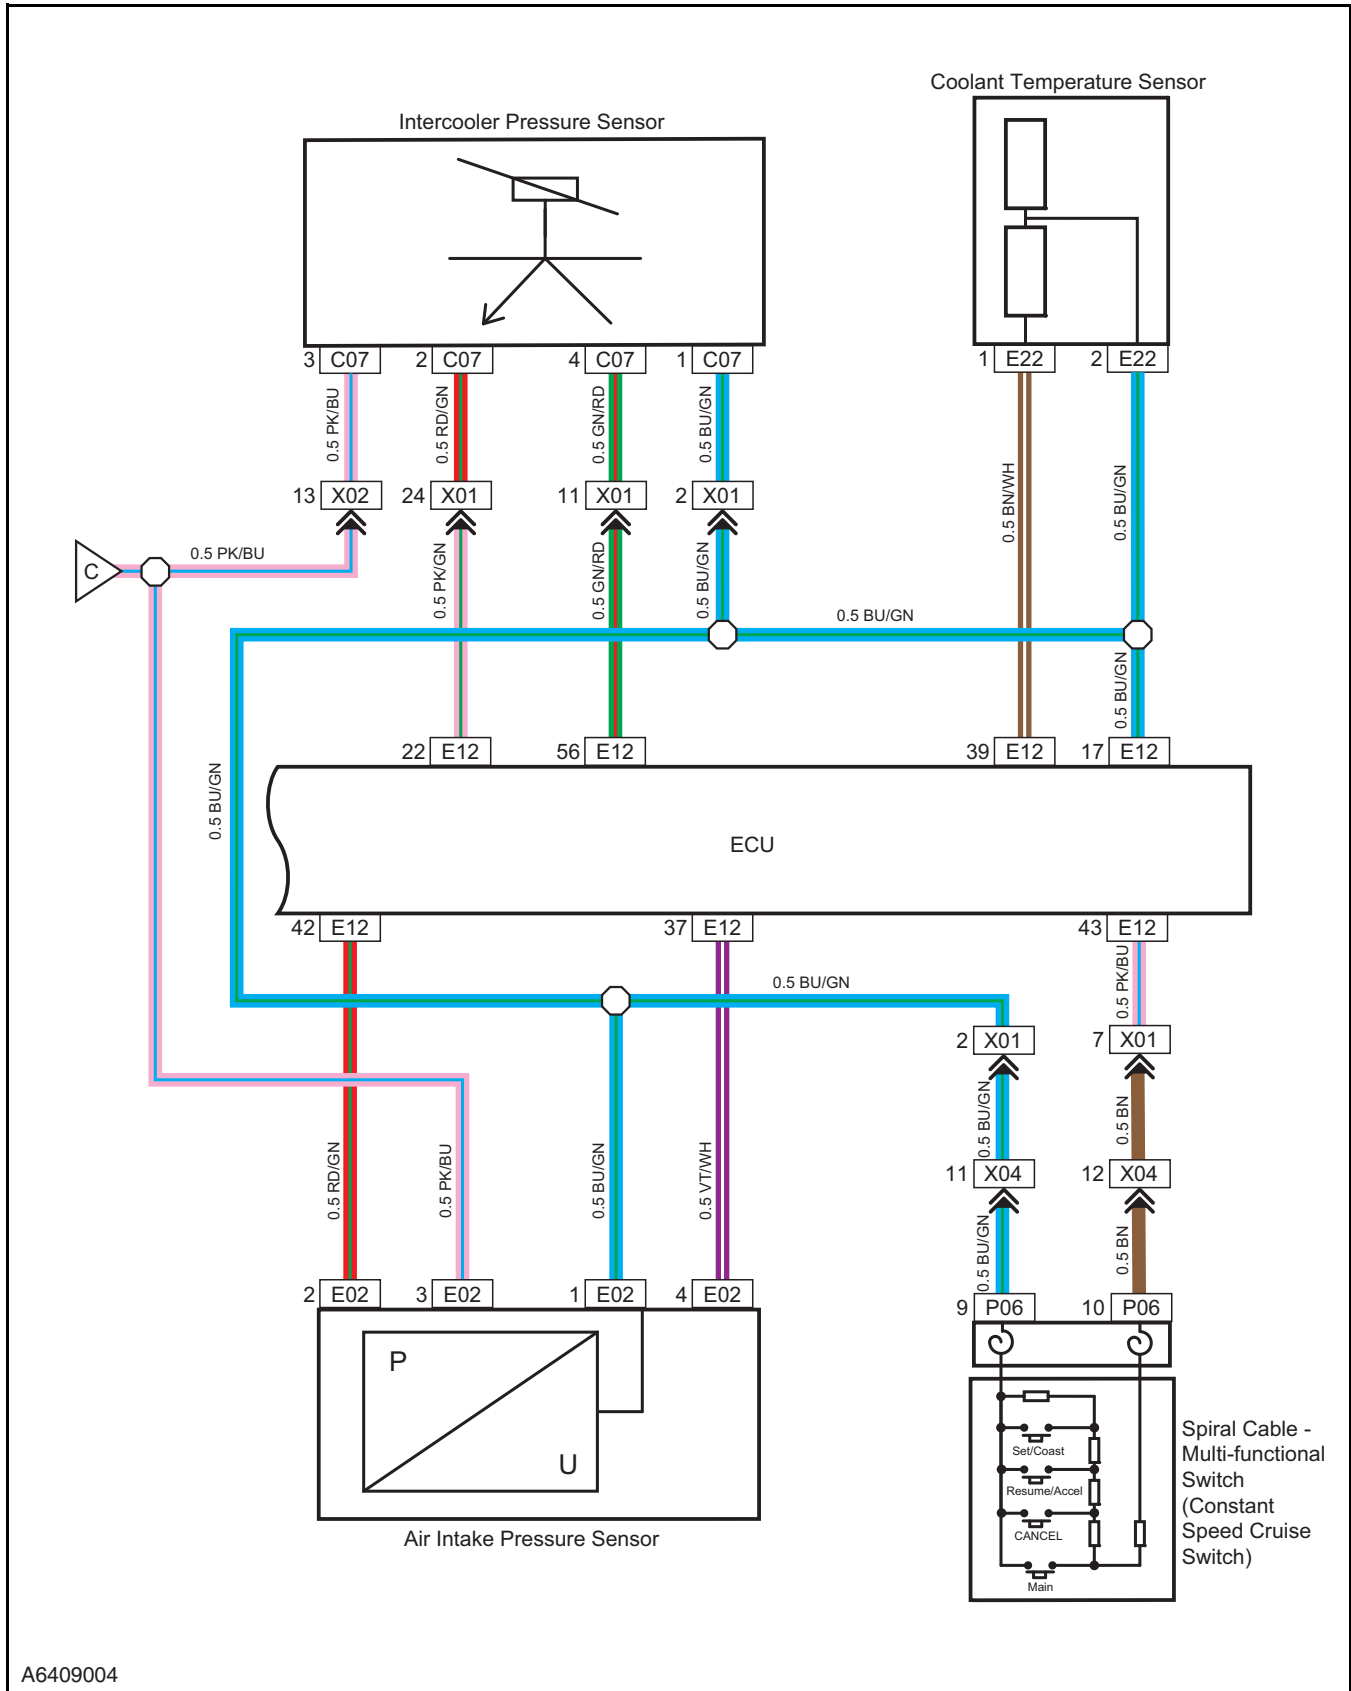 Coolant Temperature Sensor
Intercooler Pressure Sensor
3 C07 2 C07 4 C07 1 C07
1 E22 2 E22
0.5 PK/BU
0.5 RD/GN
0.5 GN/RD
0.5 BU/GN
0.5 BN/WH
0.5 BU/GN
13 X02 24 X01 11 X01 2 X01
C
0.5 PK/BU
0.5 PK/GN
0.5 GN/RD
0.5 BU/GN
0.5 BU/GN
0.5 BU/GN
22 E12 56 E12 39 E12 17 E12
0.5 BU/GN
ECU
42 E12 37 E12 43 E12
0.5 BU/GN
0.5 PK/BU
2 X01 7 X01
0.5 RD/GN
0.5 PK/BU
0.5 BU/GN
0.5 VT/WH
0.5 BU/GN
0.5 BN
11 X04 12 X04
0.5 BU/GN
0.5 BN
2 E02 3 E02 1 E02 4 E02
9 P06 10 P06
P
U
Set/Coast
Resume/Accel
CANCEL
Main
Spiral Cable -
Multi-functional
Switch
(Constant
Speed Cruise
Switch)
Air Intake Pressure Sensor
A6409004